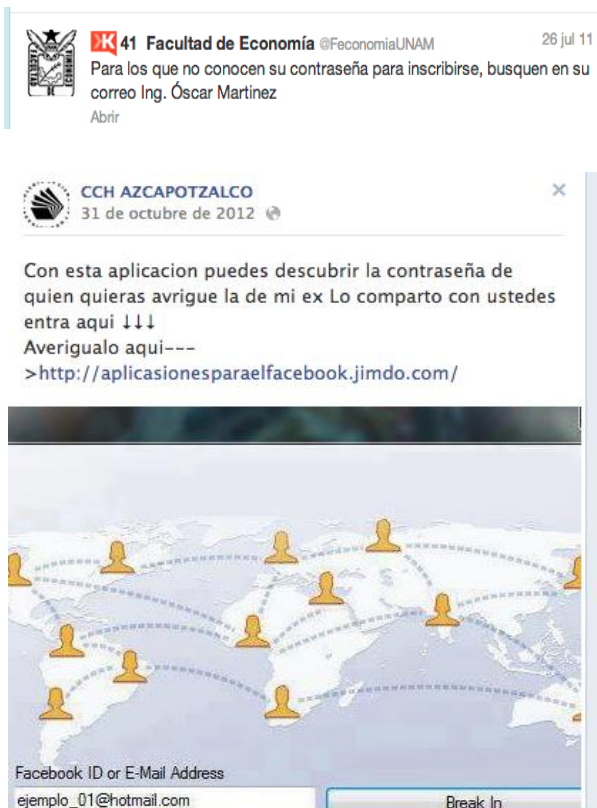 41 Facultad de Economía @FeconomiaUNAM 26 jul 11
Para los que no conocen su contraseña para inscribirse, busquen en su
correo Ing. Óscar Martinez
Abrir
CCH AZCAPOTZALCO
31 de octubre de 2012
Con esta aplicacion puedes descubrir la contraseña de
quien quieras avrigue la de mi ex Lo comparto con ustedes
entra aqui ↓↓↓
Averigualo aqui---
>http://aplicasionesparaelfacebook.jimdo.com/
Facebook ID or E-Mail Address
ejemplo_01@hotmail.com
Break In